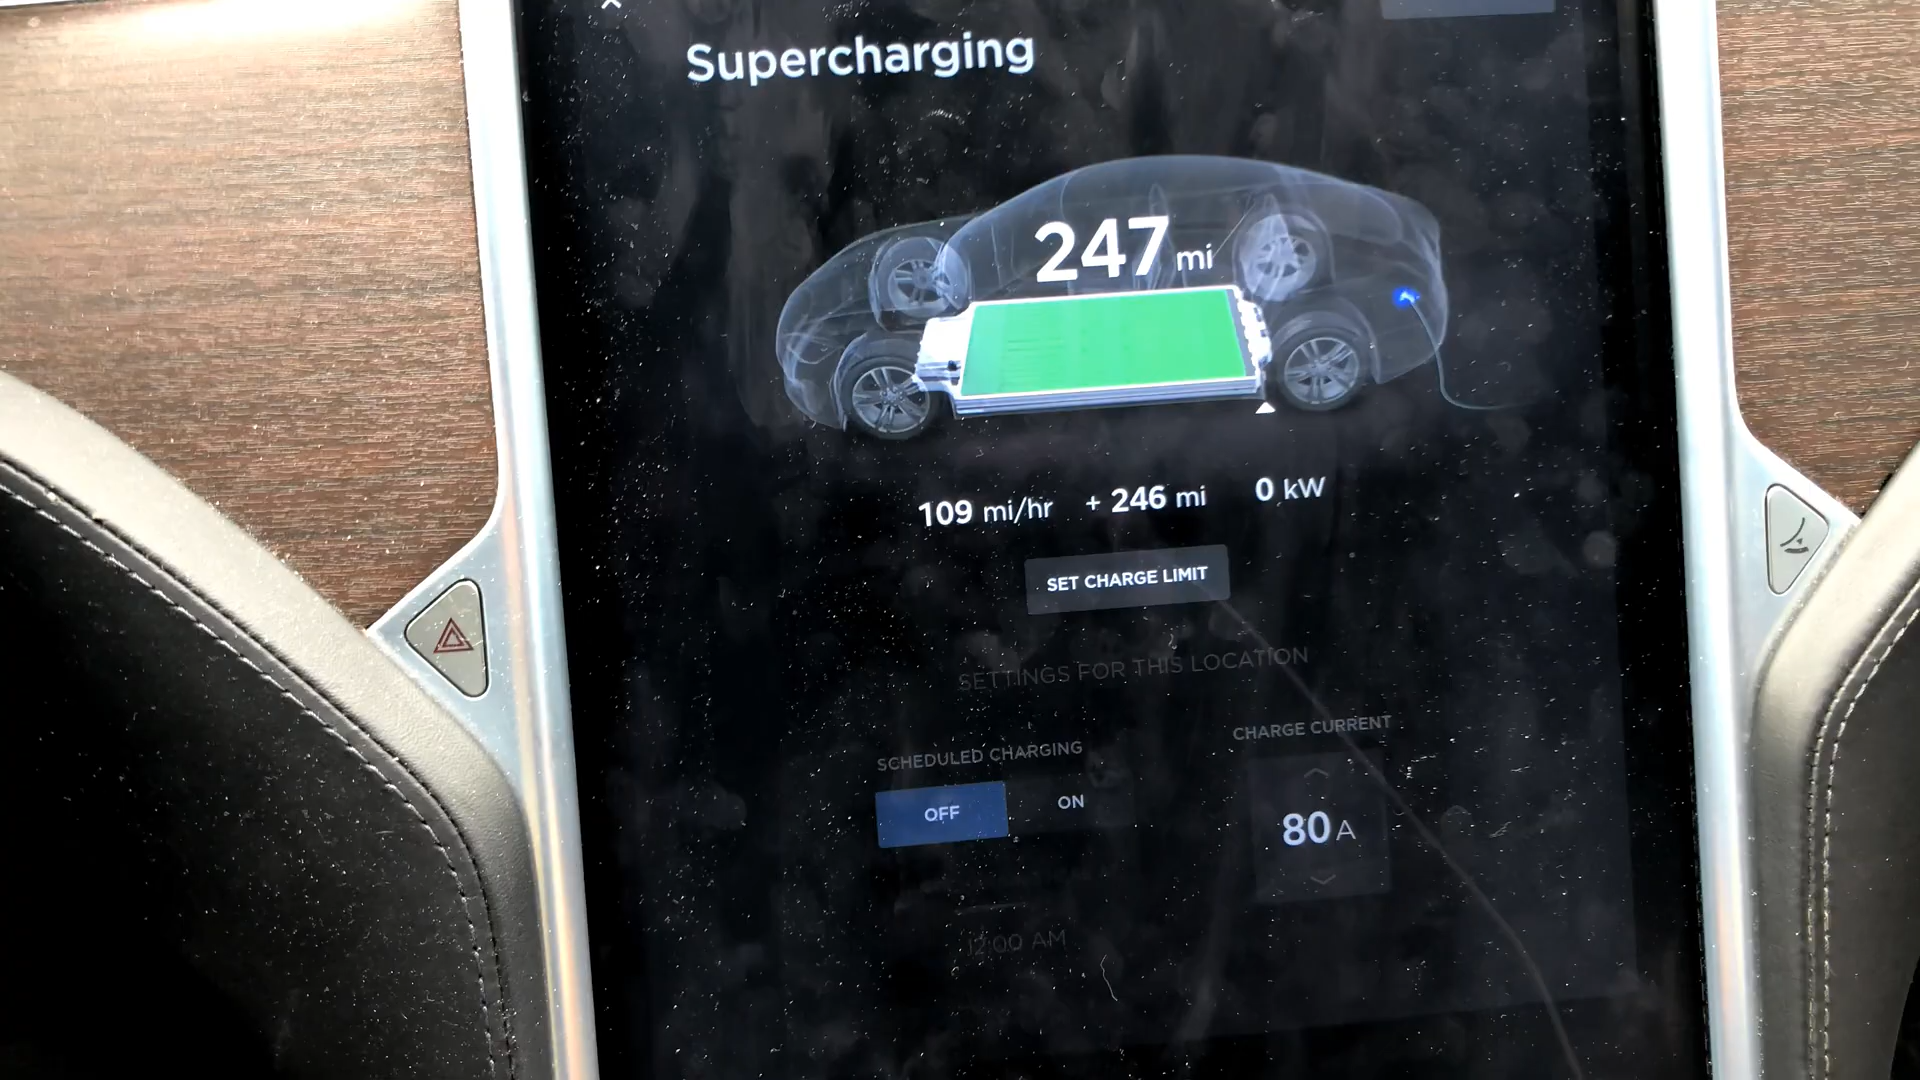 Supercharging
247 mi
109 mi/hr + 246 mi 0 kW
SET CHARGE LIMIT
SETTINGS FOR THIS LOCATION
SCHEDULED CHARGING
CHARGE CURRENT
OFF ON
80 A
12:00 AM